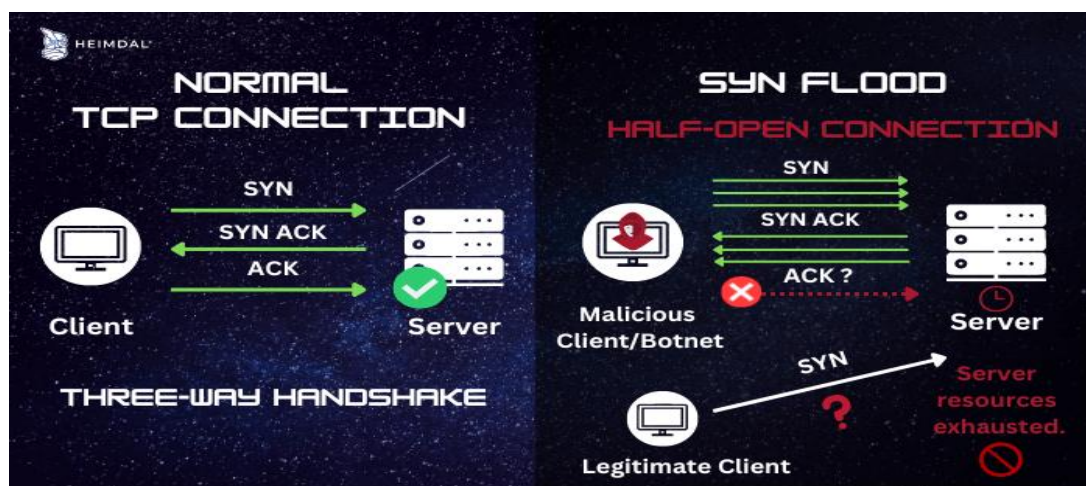 HEIMDAL
NORMAL
TCP CONNECTION
SYN
SYN ACK
ACK
Client
Server
THREE-WAY HANDSHAKE
SYN FLOOD
HALF-OPEN CONNECTION
SYN
SYN ACK
ACK ?
Malicious
Client/Botnet
Server
SYN
?
Server
resources
exhausted.
Legitimate Client